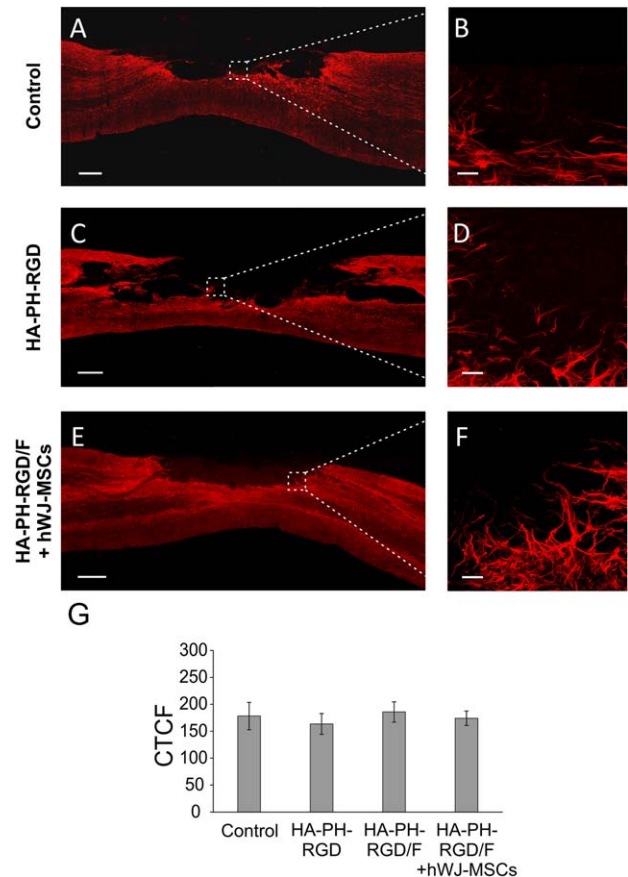 A
B
Control
C
D
HA-PH-RGD
E
F
HA-PH-RGD/F
+ hWJ-MSCs
G
300
250
200
150
100
50
0
CTCF
Control
HA-PH-
RGD
HA-PH-
RGD/F
HA-PH-
RGD/F
+hWJ-MSCs